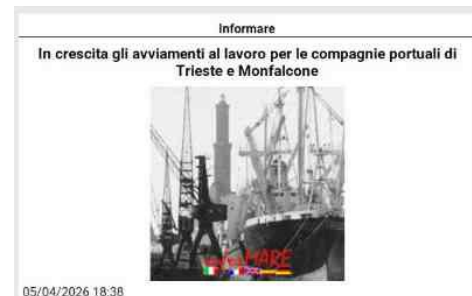 Informare
In crescita gli avviamenti al lavoro per le compagnie portuali di
Trieste e Monfalcone
MARE
05/04/2026 18:38